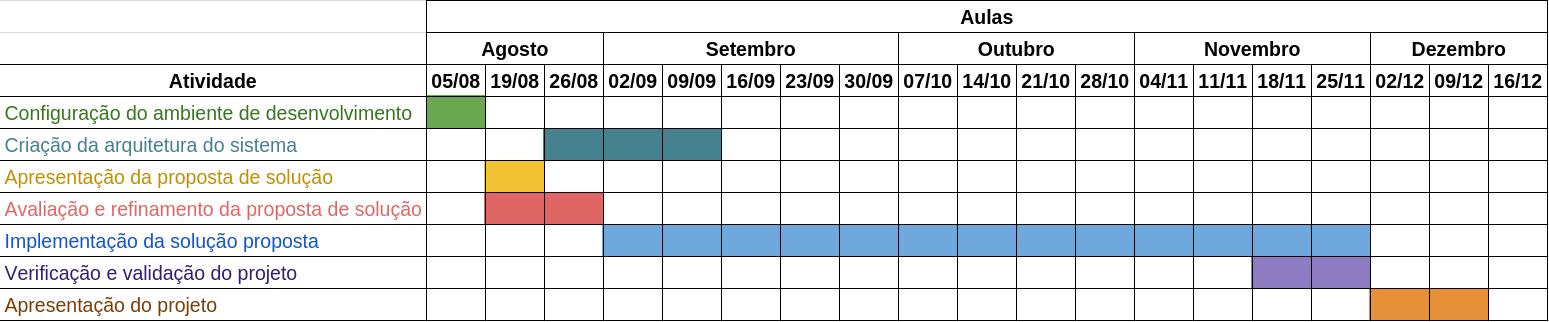 Aulas
Agosto Setembro Outubro Novembro Dezembro
Atividade 05/08 19/08 26/08 02/09 09/09 16/09 23/09 30/09 07/10 14/10 21/10 28/10 04/11 11/11 18/11 25/11 02/12 09/12 16/12
Configuração do ambiente de desenvolvimento
Criação da arquitetura do sistema
Apresentação da proposta de solução
Avaliação e refinamento da proposta de solução
Implementação da solução proposta
Verificação e validação do projeto
Apresentação do projeto